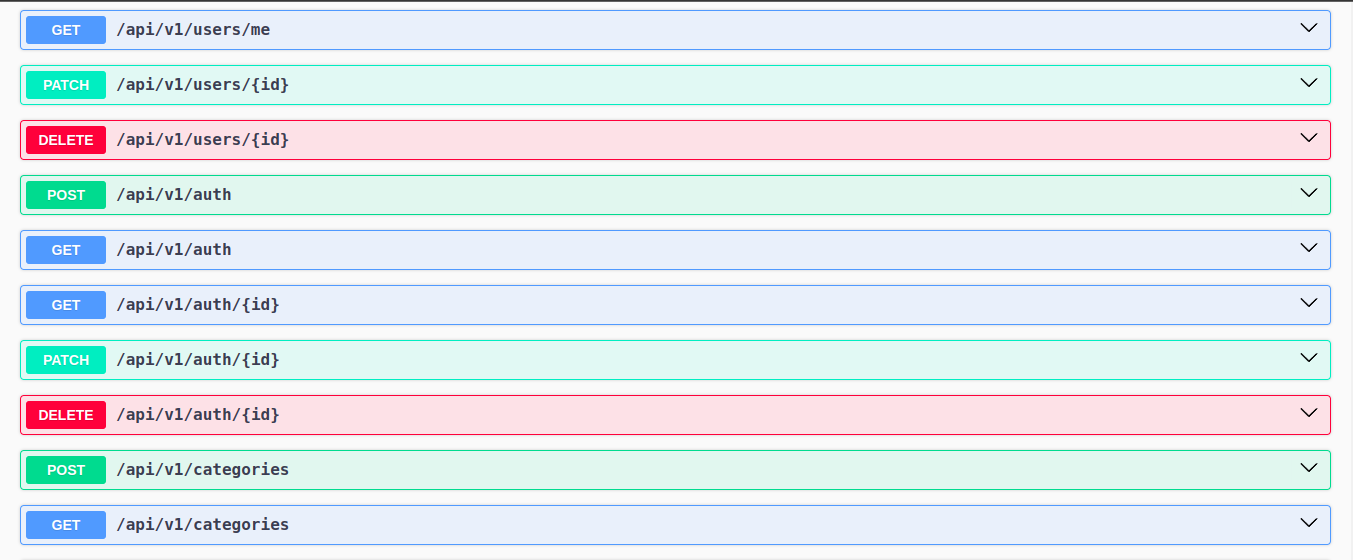 GET /api/v1/users/me
PATCH /api/v1/users/{id}
DELETE /api/v1/users/{id}
POST /api/v1/auth
GET /api/v1/auth
GET /api/v1/auth/{id}
PATCH /api/v1/auth/{id}
DELETE /api/v1/auth/{id}
POST /api/v1/categories
GET /api/v1/categories